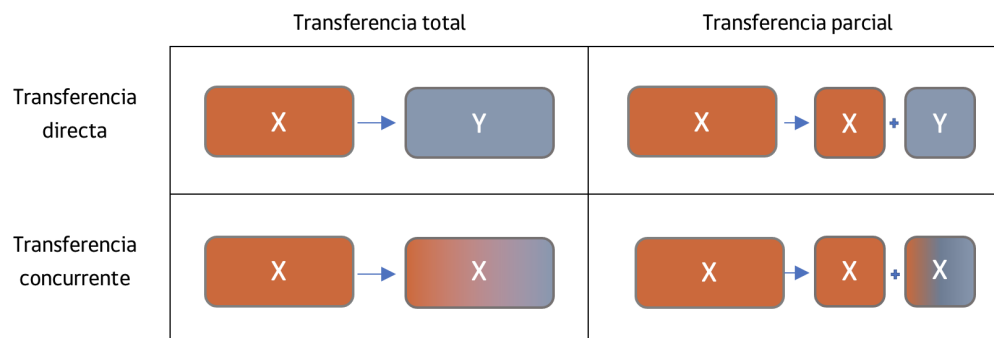 Transferencia total Transferencia parcial
Transferencia
directa
X Y X X + Y
Transferencia
concurrente
X X X X + X